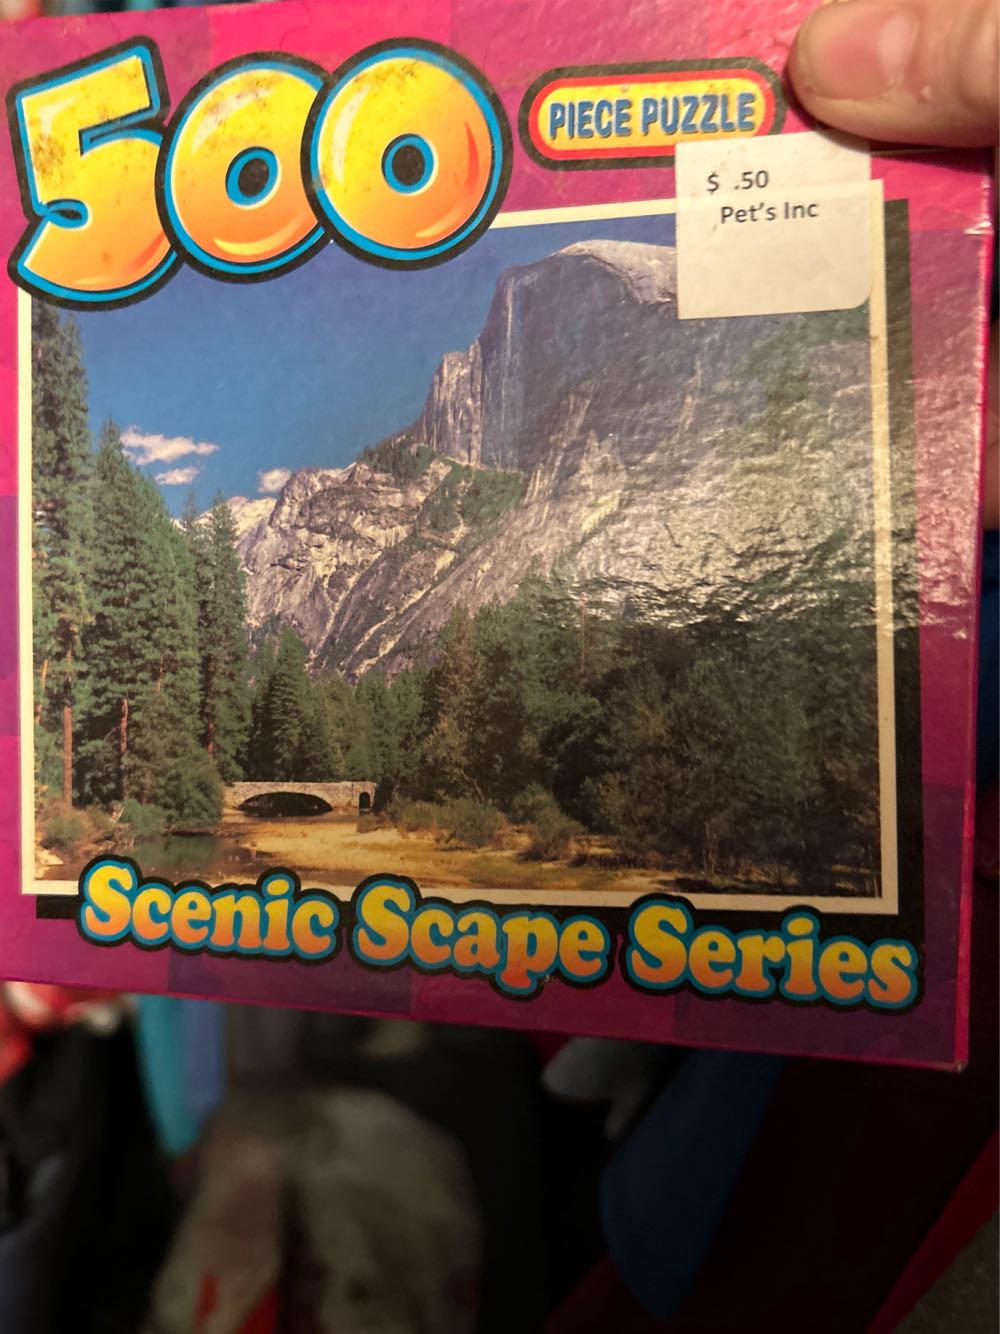 500
PIECE PUZZLE
$ .50
Pet's Inc
Scenic Scape Series